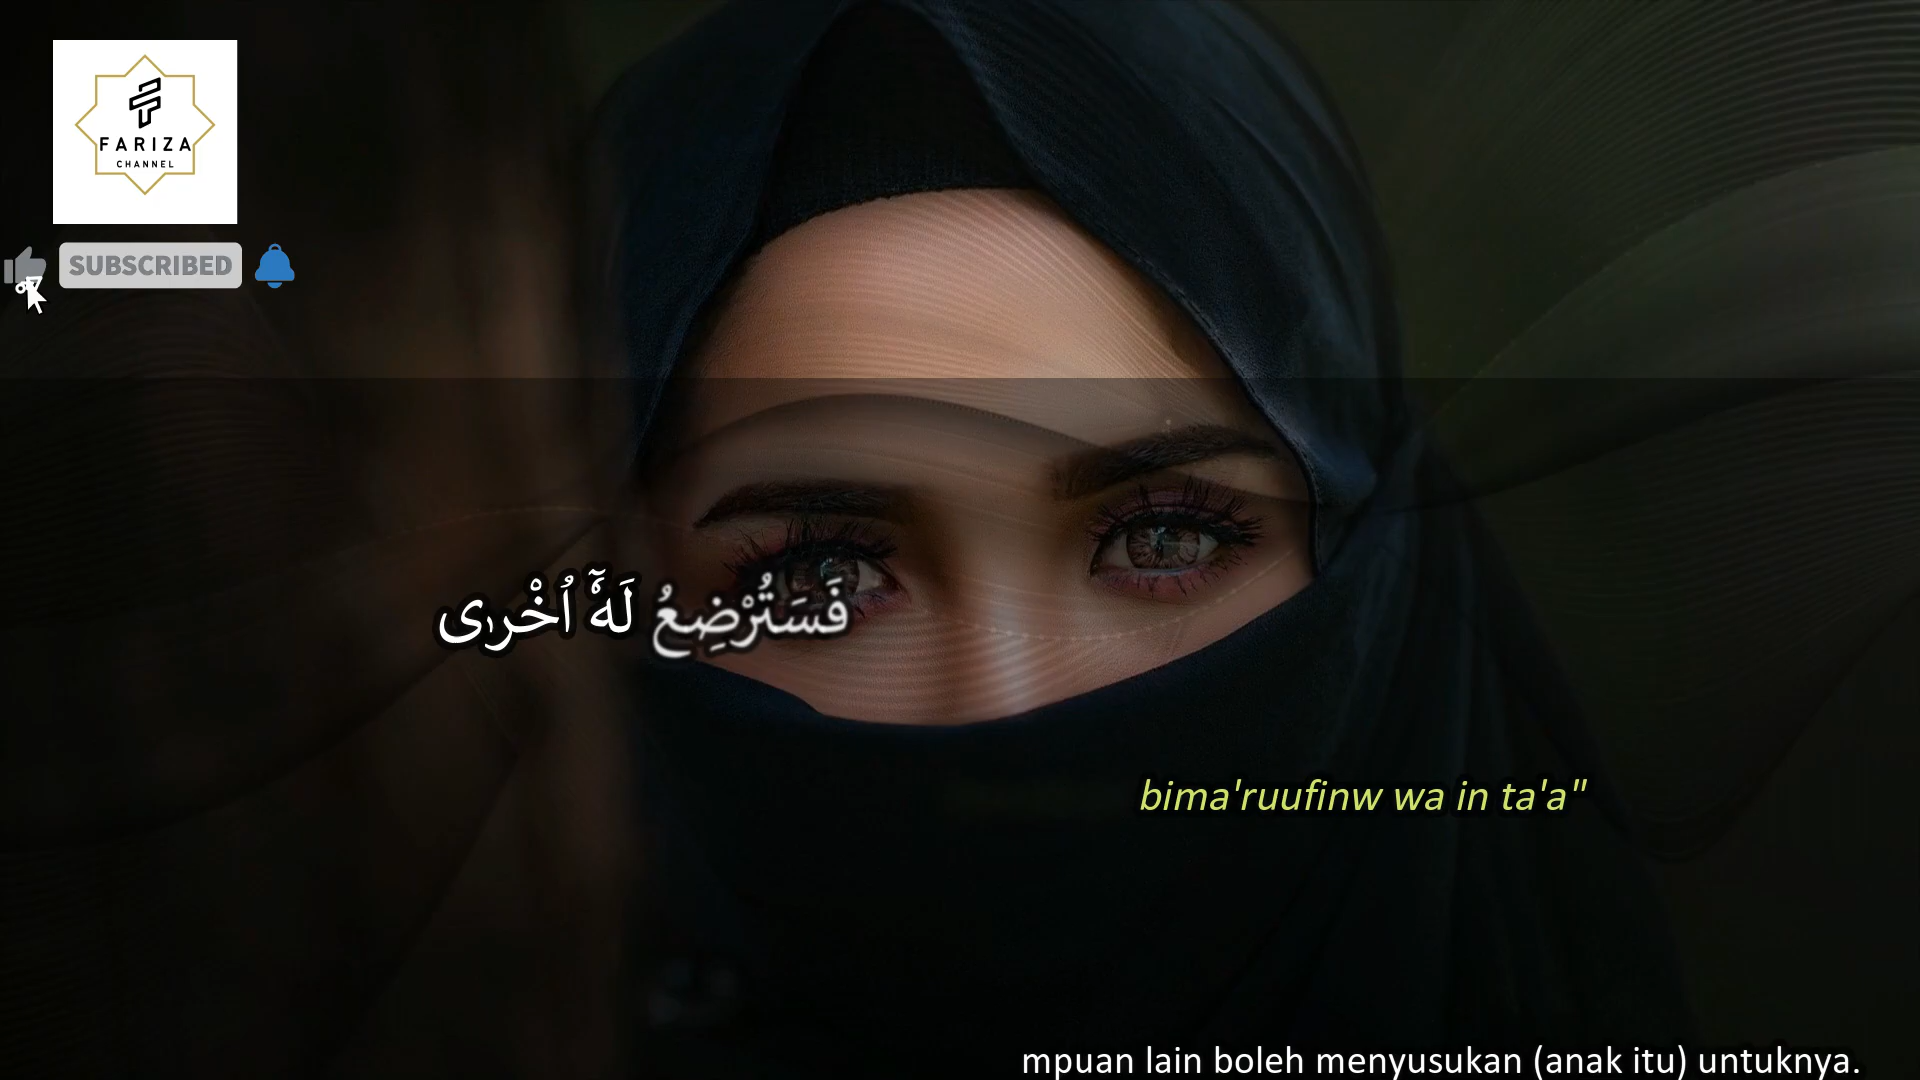 FARIZA
CHANNEL
SUBSCRIBED
فَسَتُرْضِعُ لَهٗٓ اُخْرٰى
bima'ruufinw wa in ta'a"
mpuan lain boleh menyusukan (anak itu) untuknya.